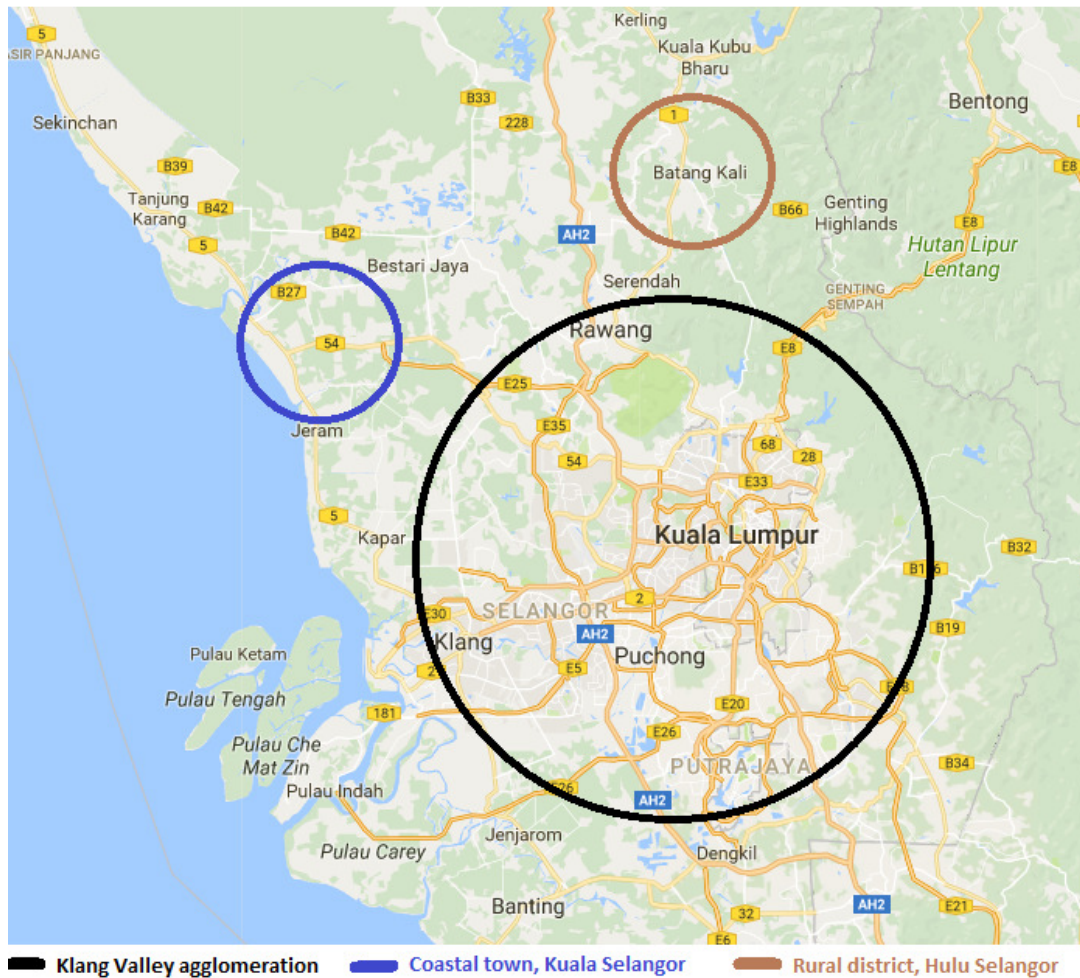 Kerling
5
ASIR PANJANG
Kuala Kubu
Bharu
B33
Bentong
Sekinchan
228
1
B39
Batang Kali
E8
Tanjung
Karang
B42
B66
Genting
Highlands
5
B42
AH2
E8
Hutan Lipur
Lentang
Bestari Jaya
Serendah
GENTING
SEMPAH
B27
Rawang
54
E8
E25
Jeram
E35
68
28
54
E33
5
Kapar
Kuala Lumpur
B32
2
E30
SELANGOR
B19
Klang
AH2
Puchong
Pulau Ketam
E5
Pulau Tengah
181
E20
E26
Pulau Che
Mat Zin
PUTRAJAYA
B34
Pulau Indah
AH2
Jenjarom
Pulau Carey
Dengkil
Banting
32
AH2
E21
E6
Klang Valley agglomeration
Coastal town, Kuala Selangor
Rural district, Hulu Selangor